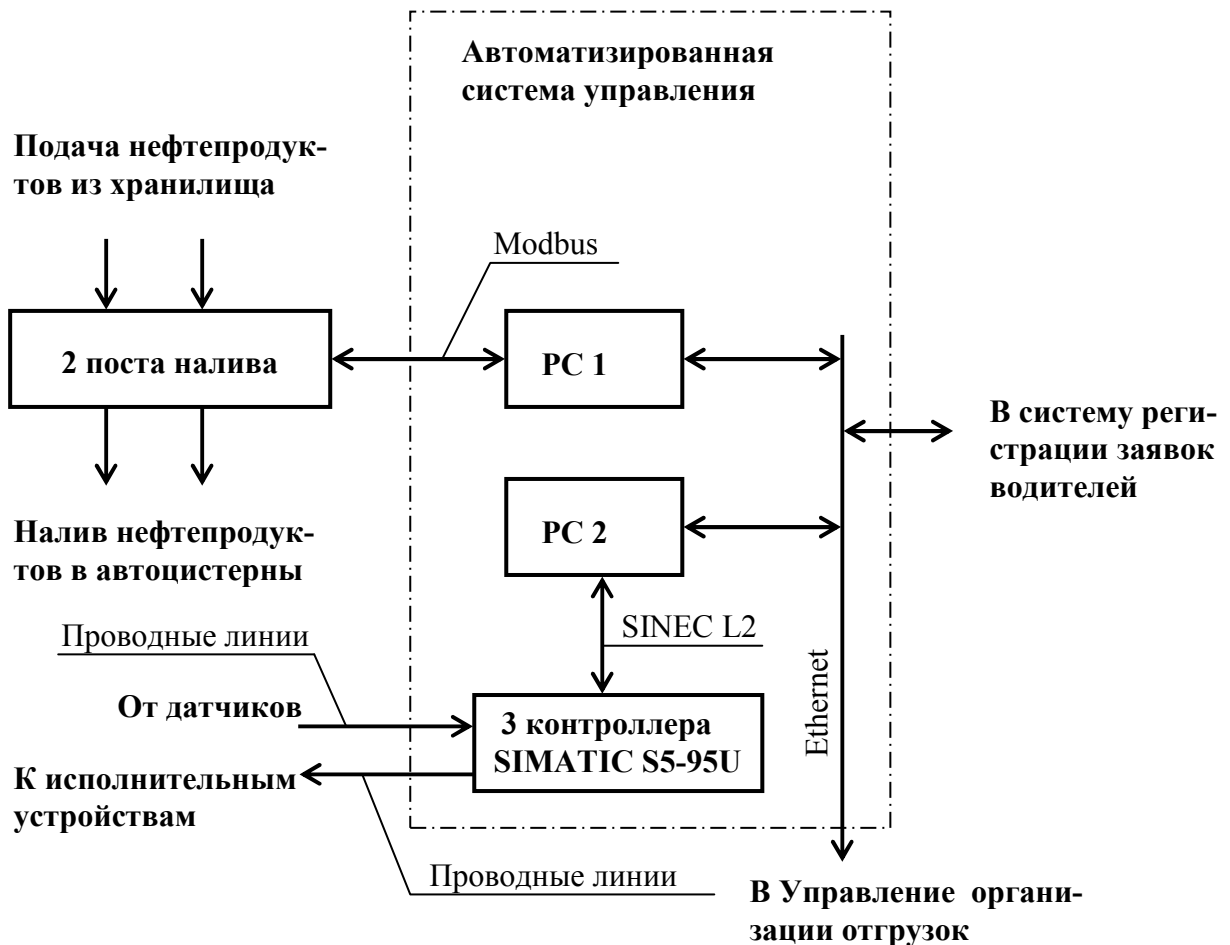 Автоматизированная
система управления
Подача нефтепродук-
тов из хранилища
Modbus
2 поста налива
PC 1
В систему реги-
страции заявок
водителей
PC 2
Налив нефтепродук-
тов в автоцистерны
SINEC L2
Проводные линии
Ethernet
От датчиков
3 контроллера
SIMATIC S5-95U
К исполнительным
устройствам
Проводные линии
В Управление органи-
зации отгрузок